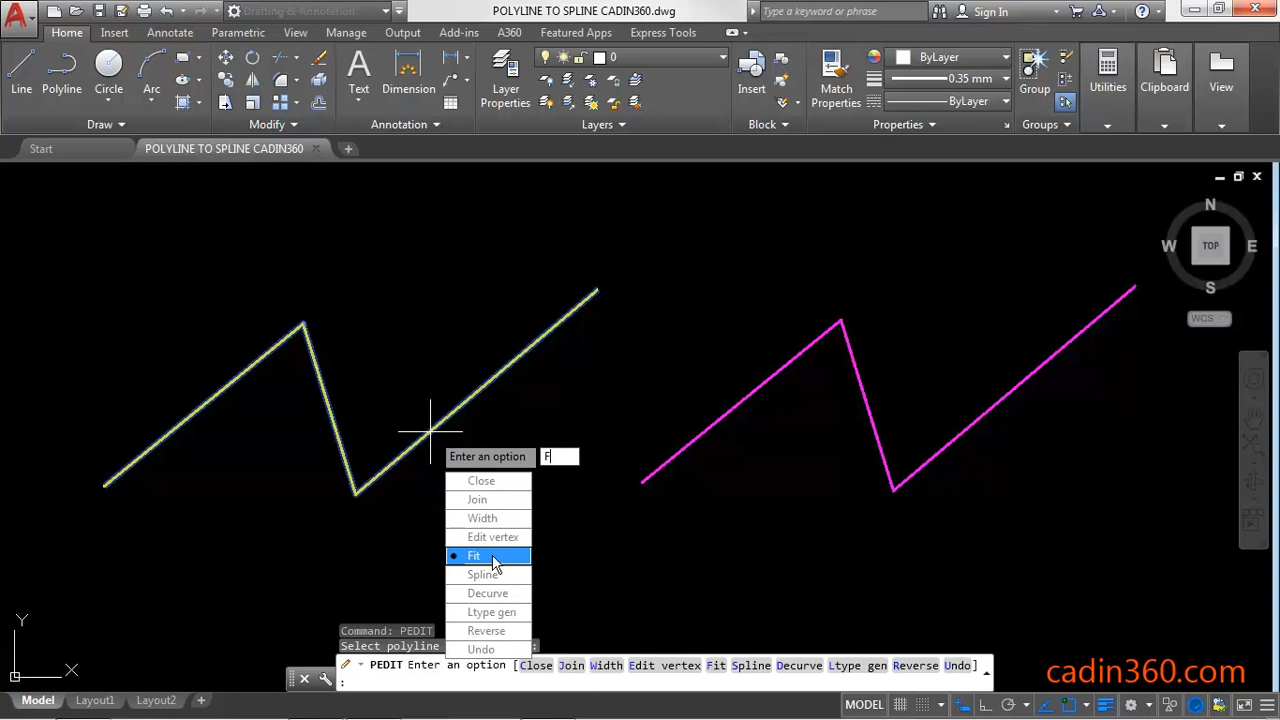 Drafting & Annotation
POLYLINE TO SPLINE CADIN360.dwg
Type a keyword or phrase
Sign In
Home Insert Annotate Parametric View Manage Output Add-ins A360 Featured Apps Express Tools
Line Polyline Circle Arc
Text Dimension
Layer Properties
0
Insert
Match Properties
ByLayer
0.35 mm
ByLayer
Group
Utilities
Clipboard
View
Draw Modify Annotation Layers Block Properties Groups
Start POLYLINE TO SPLINE CADIN360
N
W TOP E
S
WCS
Enter an option F
Close
Join
Width
Edit vertex
Fit
Spline
Decurve
Ltype gen
Reverse
Undo
Y
X
Command: PEDIT
Select polyline
:
PEDIT Enter an option [Close Join Width Edit vertex Fit Spline Decurve Ltype gen Reverse Undo]
:
cadin360.com
Model Layout1 Layout2
MODEL